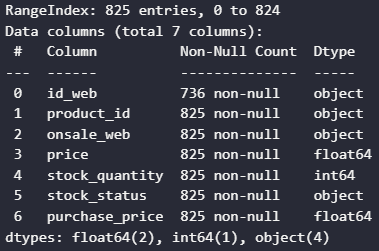 RangeIndex: 825 entries, 0 to 824
Data columns (total 7 columns):
 #   Column          Non-Null Count  Dtype
---  ------          --------------  -----
 0   id_web          736 non-null    object
 1   product_id      825 non-null    object
 2   onsale_web      825 non-null    object
 3   price           825 non-null    float64
 4   stock_quantity  825 non-null    int64
 5   stock_status    825 non-null    object
 6   purchase_price  825 non-null    float64
dtypes: float64(2), int64(1), object(4)